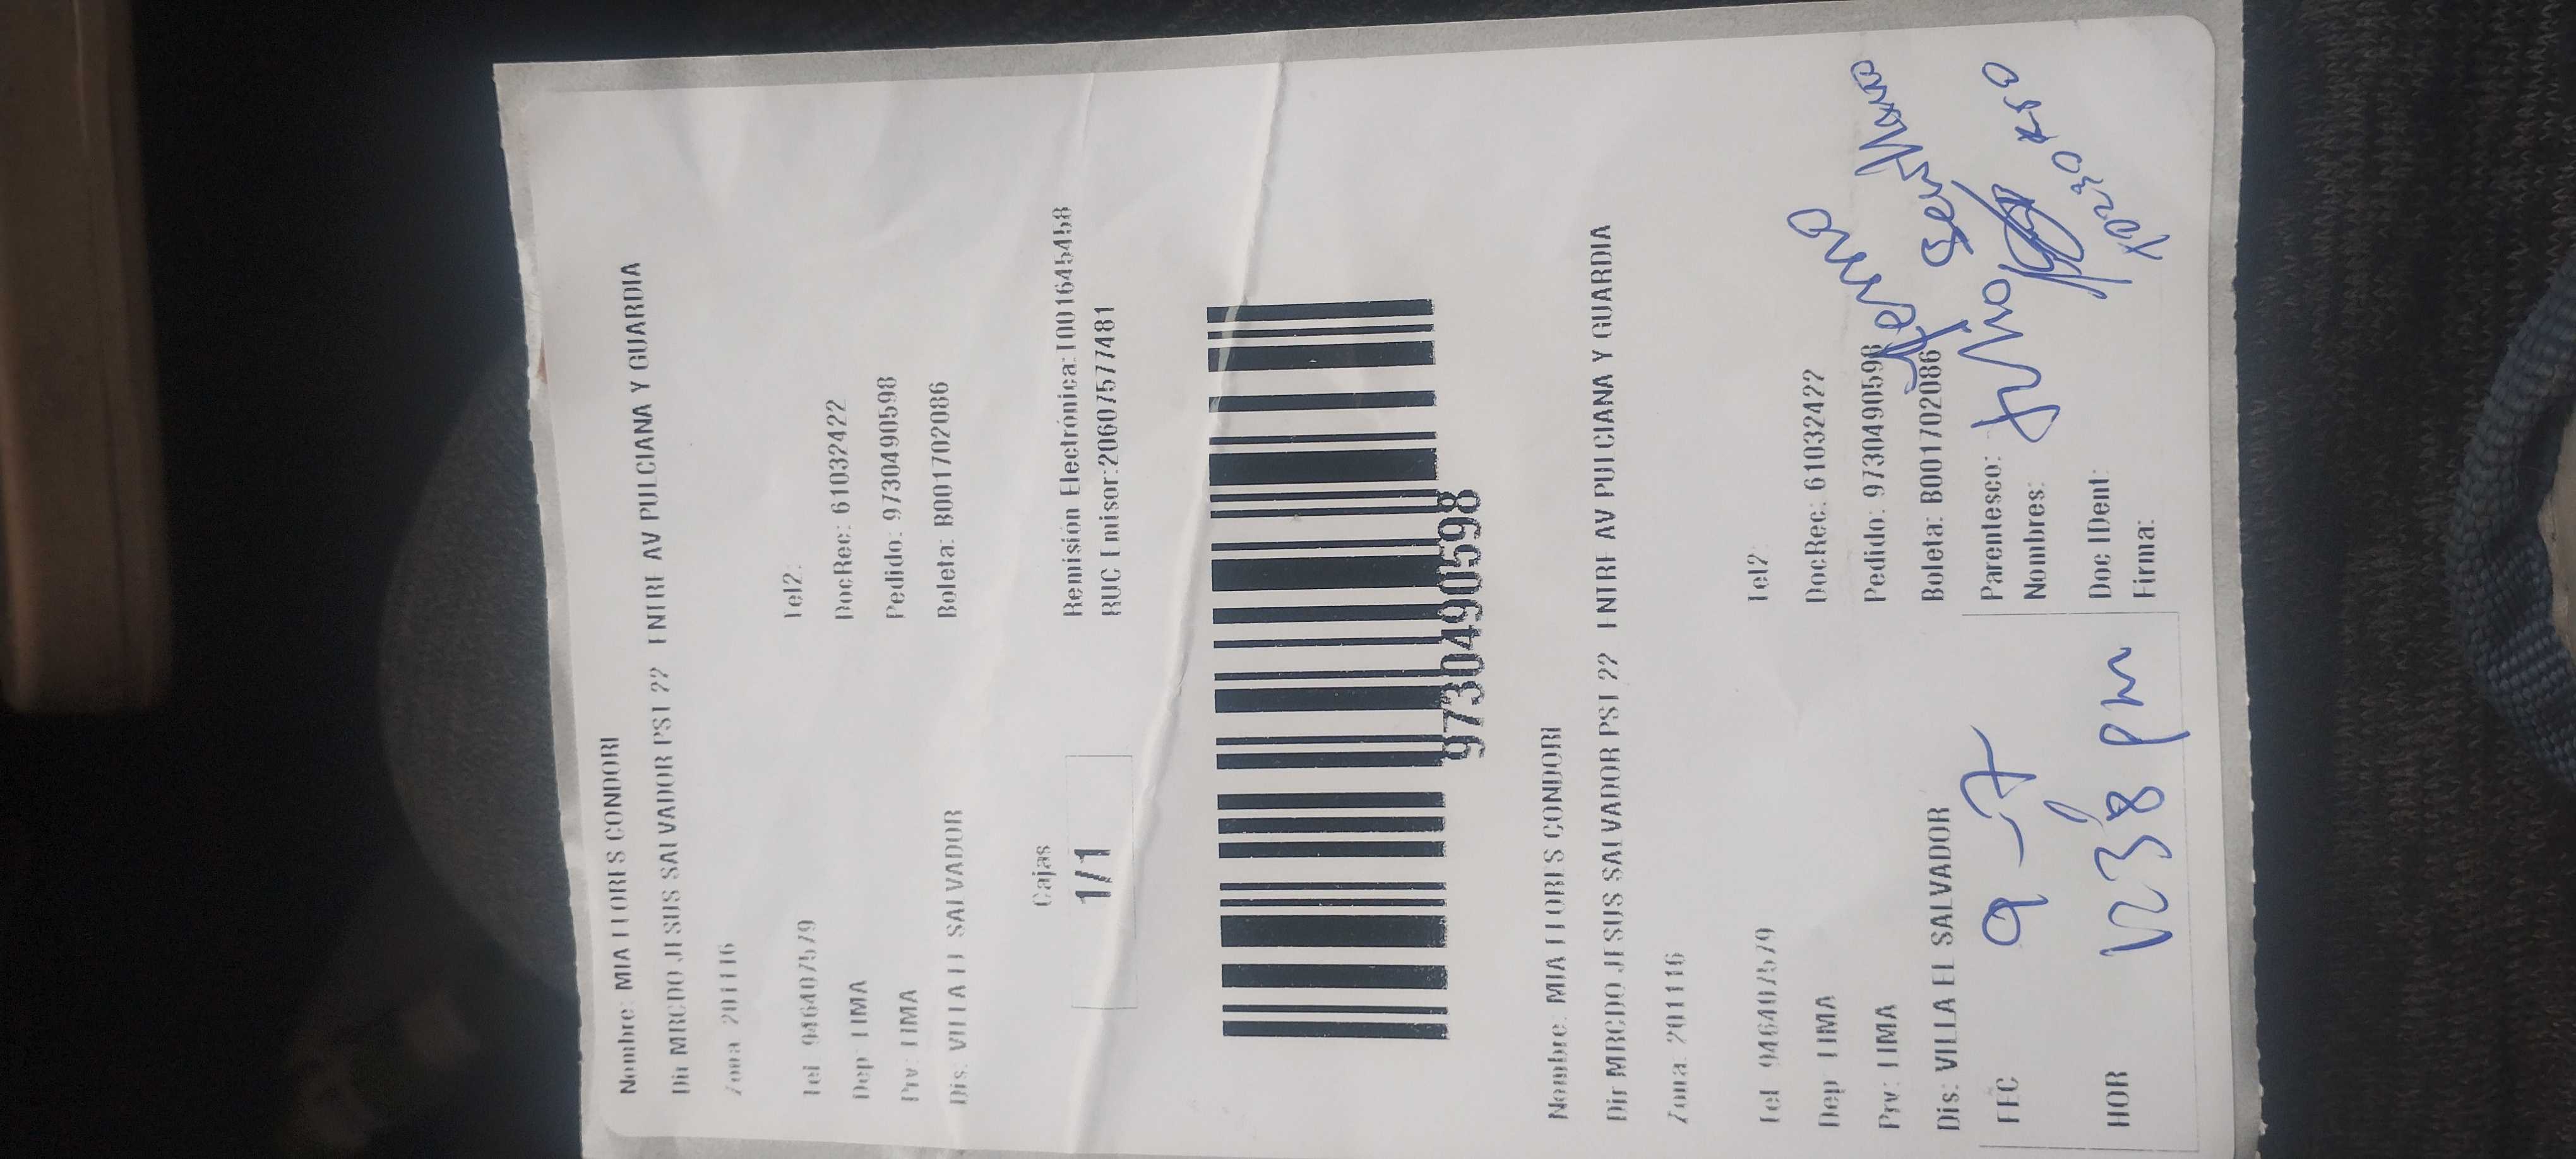 Nombre: MIA FLORES CONDORI
Dir MRCDO JESUS SALVADOR PST 22 ENTRE AV PULCIANA Y GUARDIA
Zona 201116
Tel 946407579 Tel2:
Dep: LIMA DocRec: 61032422
Prv: LIMA Pedido: 9730490598
Dis: VILLA EL SALVADOR Boleta: B001702086
Cajas
1/1
Remisión Electrónica:T001645458
RUC Emisor:20607577481
9730490598
Nombre: MIA FLORES CONDORI
Dir MRCDO JESUS SALVADOR PST 22 ENTRE AV PULCIANA Y GUARDIA
Zona: 201116
Tel 946407579 Tel2:
Dep: LIMA DocRec: 61032422
Prv: LIMA Pedido: 9730490598
Dis: VILLA EL SALVADOR Boleta: B001702086
FEC 9-7
HOR 12:38 pm
Parentesco:
Nombres:
Doc IDent:
Firma: